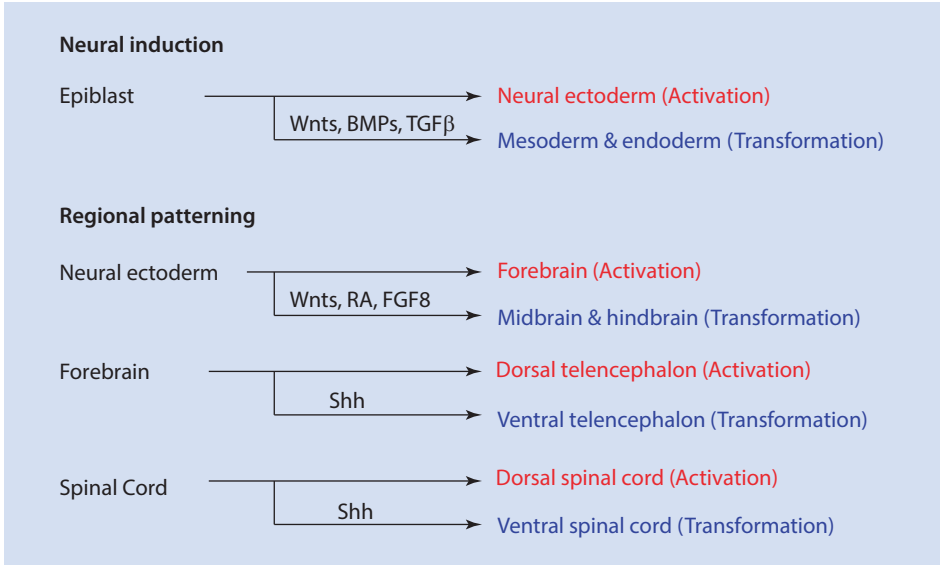 Neural induction
Epiblast
Neural ectoderm (Activation)
Wnts, BMPs, TGFβ
Mesoderm & endoderm (Transformation)
Regional patterning
Neural ectoderm
Forebrain (Activation)
Wnts, RA, FGF8
Midbrain & hindbrain (Transformation)
Forebrain
Dorsal telencephalon (Activation)
Shh
Ventral telencephalon (Transformation)
Spinal Cord
Dorsal spinal cord (Activation)
Shh
Ventral spinal cord (Transformation)